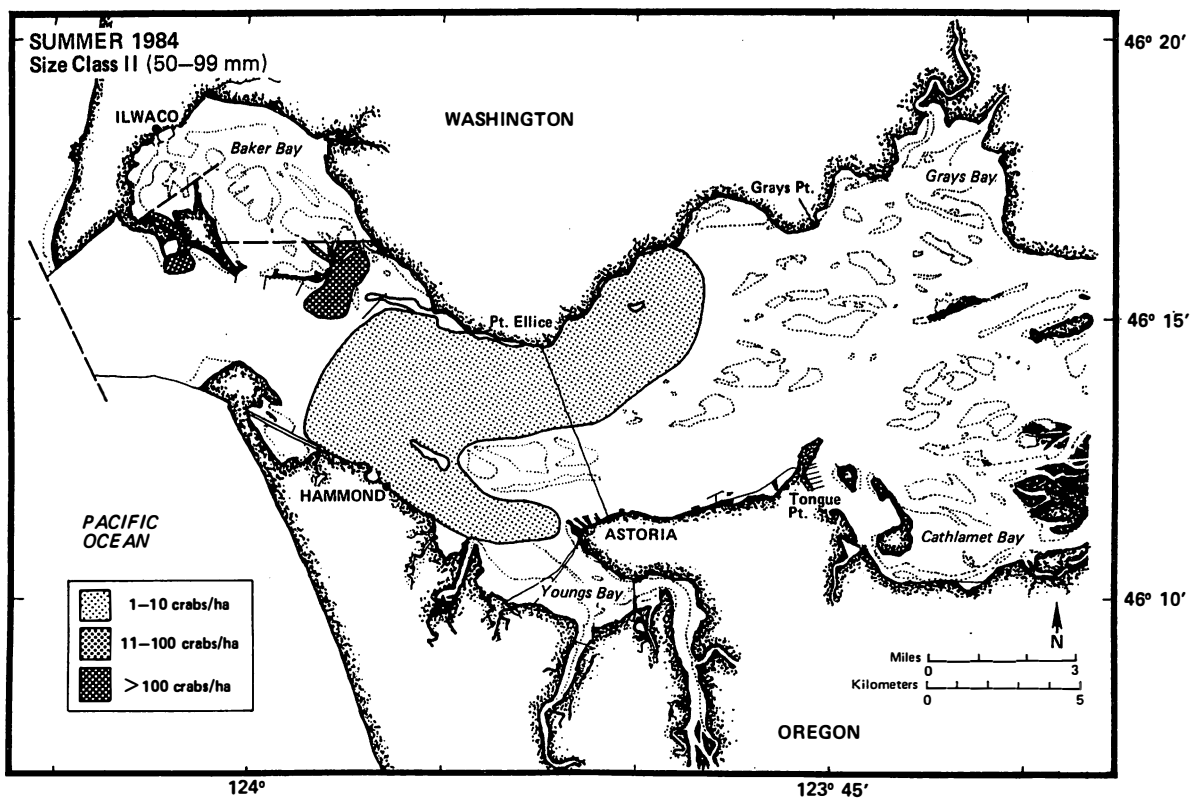 SUMMER 1984
Size Class II (50–99 mm)
46° 20′
ILWACO
WASHINGTON
Baker Bay
Grays Pt.
Grays Bay
Pt. Ellice
46° 15′
HAMMOND
Tongue
Pt.
PACIFIC
OCEAN
ASTORIA
Cathlamet Bay
Youngs Bay
1–10 crabs/ha
11–100 crabs/ha
>100 crabs/ha
46° 10′
N
Miles
0 3
Kilometers
0 5
OREGON
124°
123° 45′